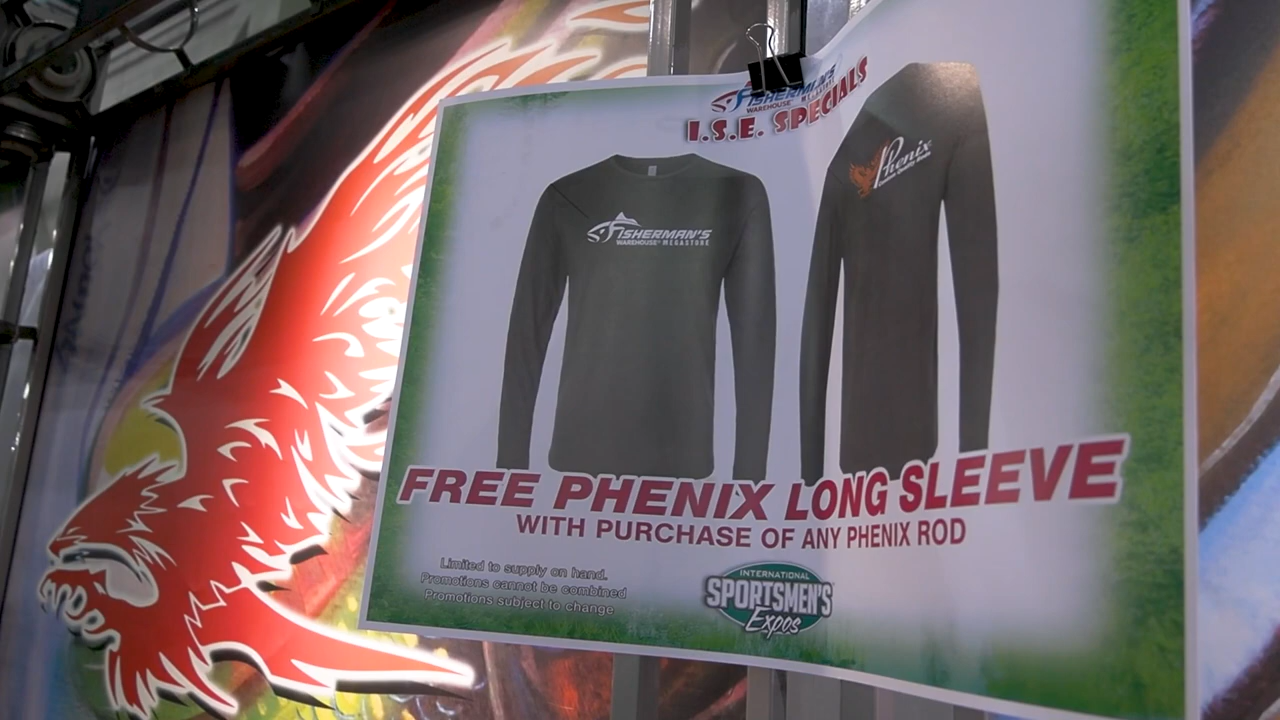 FISHERMAN'S
WAREHOUSE MEGASTORE
I.S.E. SPECIALS
FISHERMAN'S
WAREHOUSE® MEGASTORE
Phenix
FREE PHENIX LONG SLEEVE
WITH PURCHASE OF ANY PHENIX ROD
Limited to supply on hand.
Promotions cannot be combined
Promotions subject to change
INTERNATIONAL
SPORTSMEN'S
Expos